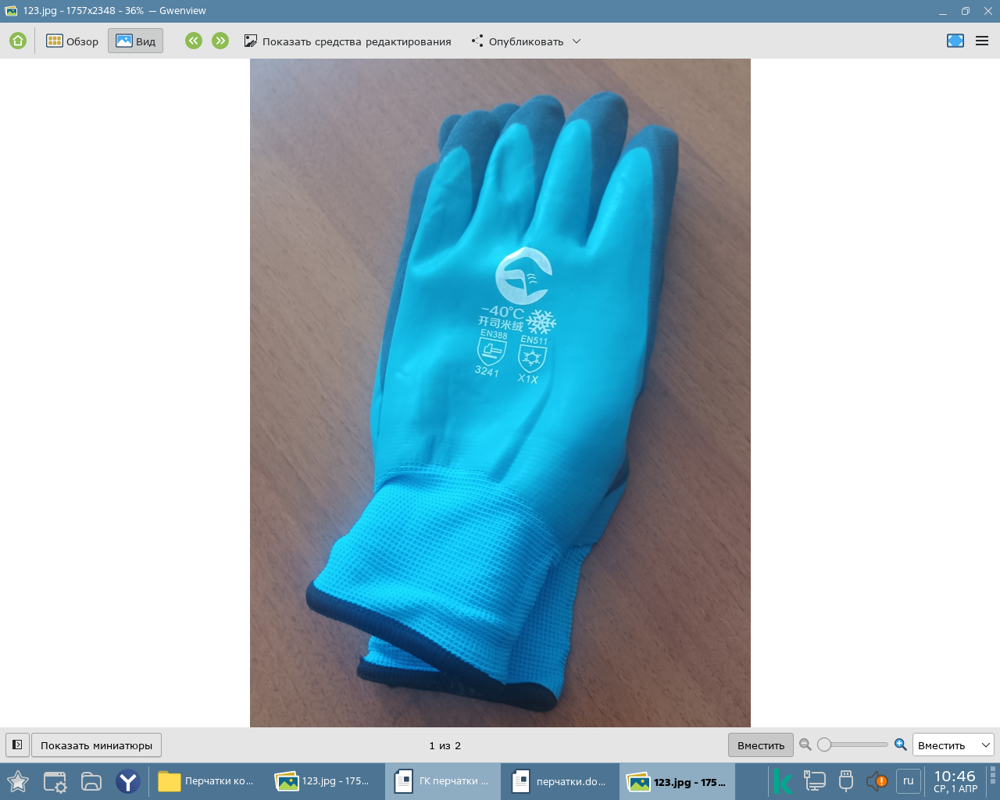 123.jpg - 1757x2348 - 36% — Gwenview
Обзор
Вид
Показать средства редактирования
Опубликовать
-40°C
开司米绒
EN388
EN511
3241
X1X
Показать миниатюры
1 из 2
Вместить
Вместить
Перчатки ко...
123.jpg - 175...
ГК перчатки ...
перчатки.do...
123.jpg - 175...
ru
10:46
СР, 1 АПР